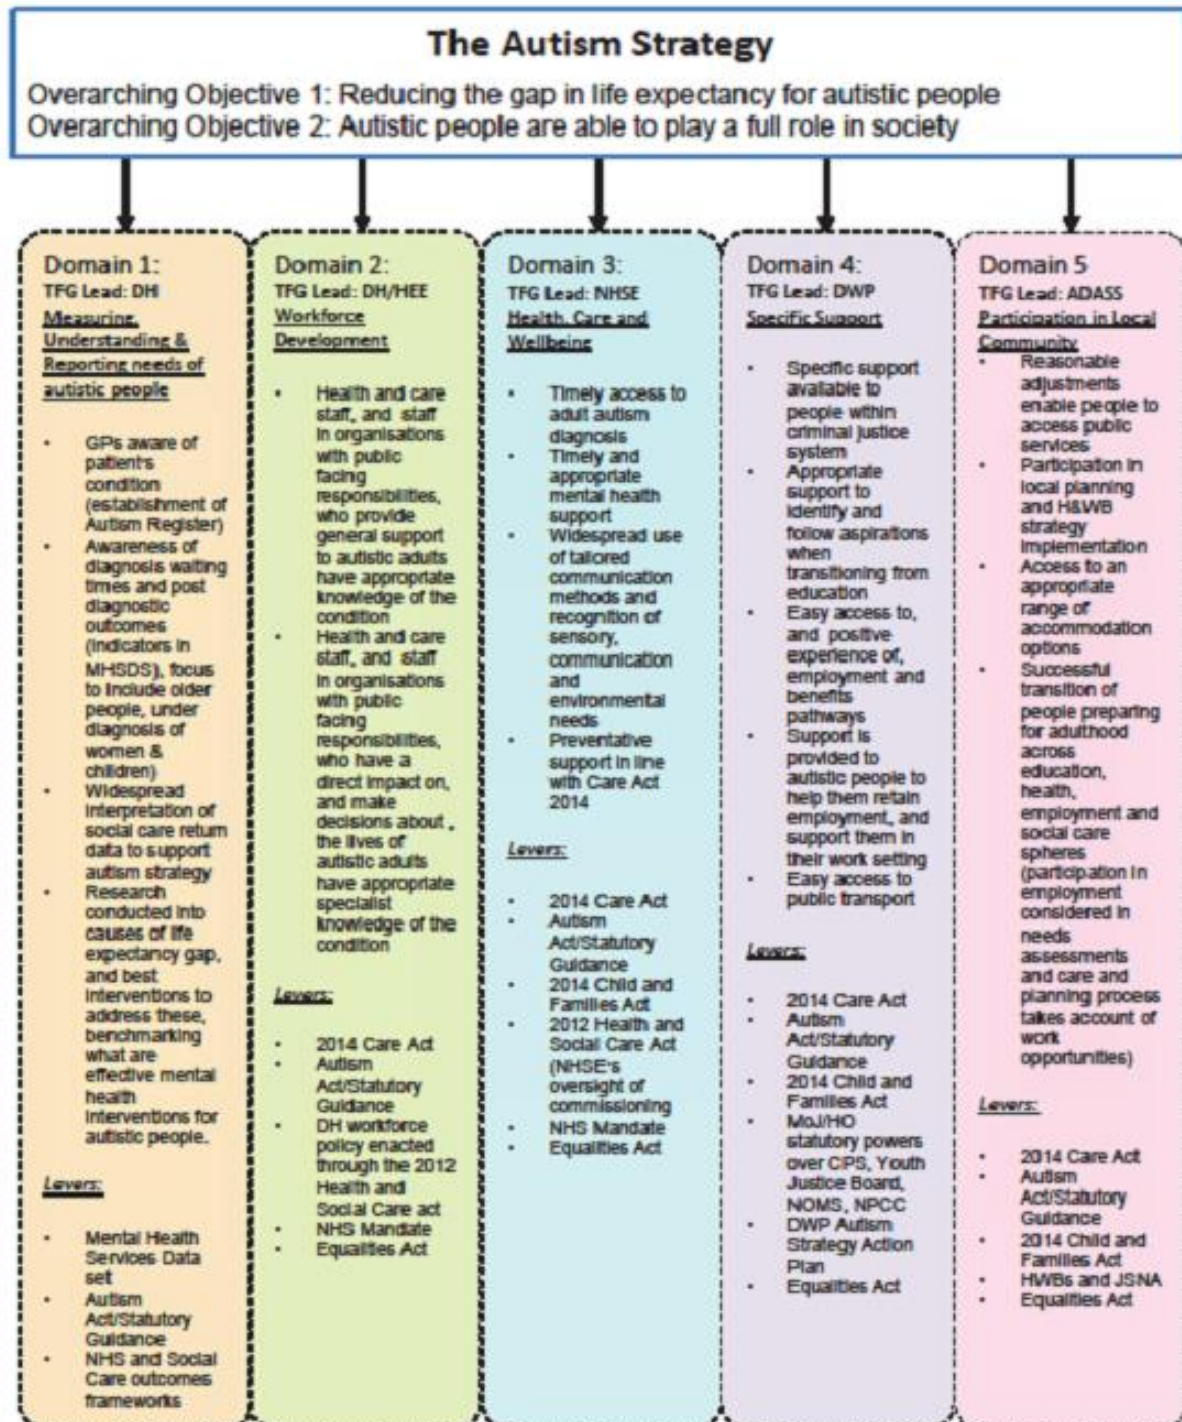 The Autism Strategy
Overarching Objective 1: Reducing the gap in life expectancy for autistic people
Overarching Objective 2: Autistic people are able to play a full role in society
Domain 1:
TFG Lead: DH
Measuring,
Understanding &
Reporting needs of
autistic people
• GPs aware of
patient's
condition
(establishment of
Autism Register)
• Awareness of
diagnosis waiting
times and post
diagnostic
outcomes
(indicators in
MHSDS), focus
to include older
people, under
diagnosis of
women &
children)
• Widespread
interpretation of
social care return
data to support
autism strategy
• Research
conducted into
causes of life
expectancy gap,
and best
interventions to
address these,
benchmarking
what are
effective mental
health
interventions for
autistic people.
Levers:
• Mental Health
Services Data
set
• Autism
Act/Statutory
Guidance
• NHS and Social
Care outcomes
frameworks
Domain 2:
TFG Lead: DH/HEE
Workforce
Development
• Health and care
staff, and staff
in organisations
with public
facing
responsibilities,
who provide
general support
to autistic adults
have appropriate
knowledge of the
condition
• Health and care
staff, and staff
in organisations
with public
facing
responsibilities,
who have a
direct impact on,
and make
decisions about ,
the lives of
autistic adults
have appropriate
specialist
knowledge of the
condition
Levers:
• 2014 Care Act
• Autism
Act/Statutory
Guidance
• DH workforce
policy enacted
through the 2012
Health and
Social Care act
• NHS Mandate
• Equalities Act
Domain 3:
TFG Lead: NHSE
Health, Care and
Wellbeing
• Timely access to
adult autism
diagnosis
• Timely and
appropriate
mental health
support
• Widespread use
of tailored
communication
methods and
recognition of
sensory,
communication
and
environmental
needs
• Preventative
support in line
with Care Act
2014
Levers:
• 2014 Care Act
• Autism
Act/Statutory
Guidance
• 2014 Child and
Families Act
• 2012 Health and
Social Care Act
(NHSE's
oversight of
commissioning
• NHS Mandate
• Equalities Act
Domain 4:
TFG Lead: DWP
Specific Support
• Specific support
available to
people within
criminal justice
system
• Appropriate
support to
identify and
follow aspirations
when
transitioning from
education
• Easy access to,
and positive
experience of,
employment and
benefits
pathways
• Support is
provided to
autistic people to
help them retain
employment, and
support them in
their work setting
• Easy access to
public transport
Levers:
• 2014 Care Act
• Autism
Act/Statutory
Guidance
• 2014 Child and
Families Act
• MoJ/HO
statutory powers
over CPS, Youth
Justice Board,
NOMS, NPCC
• DWP Autism
Strategy Action
Plan
• Equalities Act
Domain 5
TFG Lead: ADASS
Participation in Local
Community
• Reasonable
adjustments
enable people to
access public
services
• Participation in
local planning
and H&WB
strategy
implementation
• Access to an
appropriate
range of
accommodation
options
• Successful
transition of
people preparing
for adulthood
across
education,
health,
employment and
social care
spheres
(participation in
employment
considered in
needs
assessments
and care and
planning process
takes account of
work
opportunities)
Levers:
• 2014 Care Act
• Autism
Act/Statutory
Guidance
• 2014 Child and
Families Act
• HWBs and JSNA
• Equalities Act